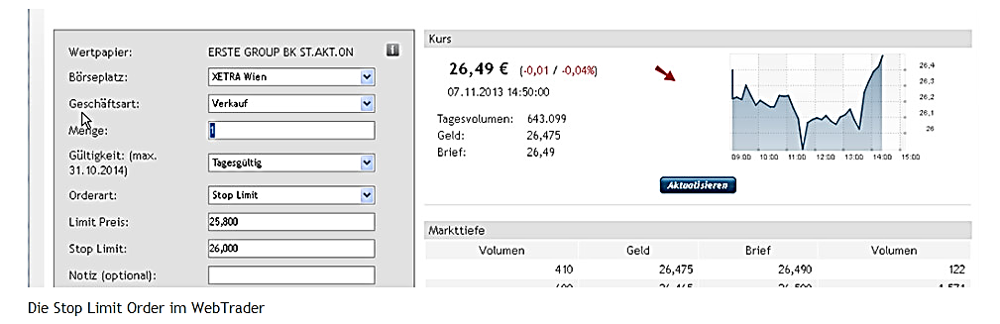 Wertpapier: ERSTE GROUP BK ST.AKT.ON
Börseplatz: XETRA Wien
Geschäftsart: Verkauf
Menge: 1
Gültigkeit: (max. 31.10.2014) Tagesgültig
Orderart: Stop Limit
Limit Preis: 25,800
Stop Limit: 26,000
Notiz (optional):
Kurs
26,49 € (-0,01 / -0,04%)
07.11.2013 14:50:00
Tagesvolumen: 643.099
Geld: 26,475
Brief: 26,49
26,4
26,3
26,2
26,1
26
09:00 10:00 11:00 12:00 13:00 14:00 15:00
Aktualisieren
Markttiefe
Volumen Geld Brief Volumen
410 26,475 26,490 122
Die Stop Limit Order im WebTrader